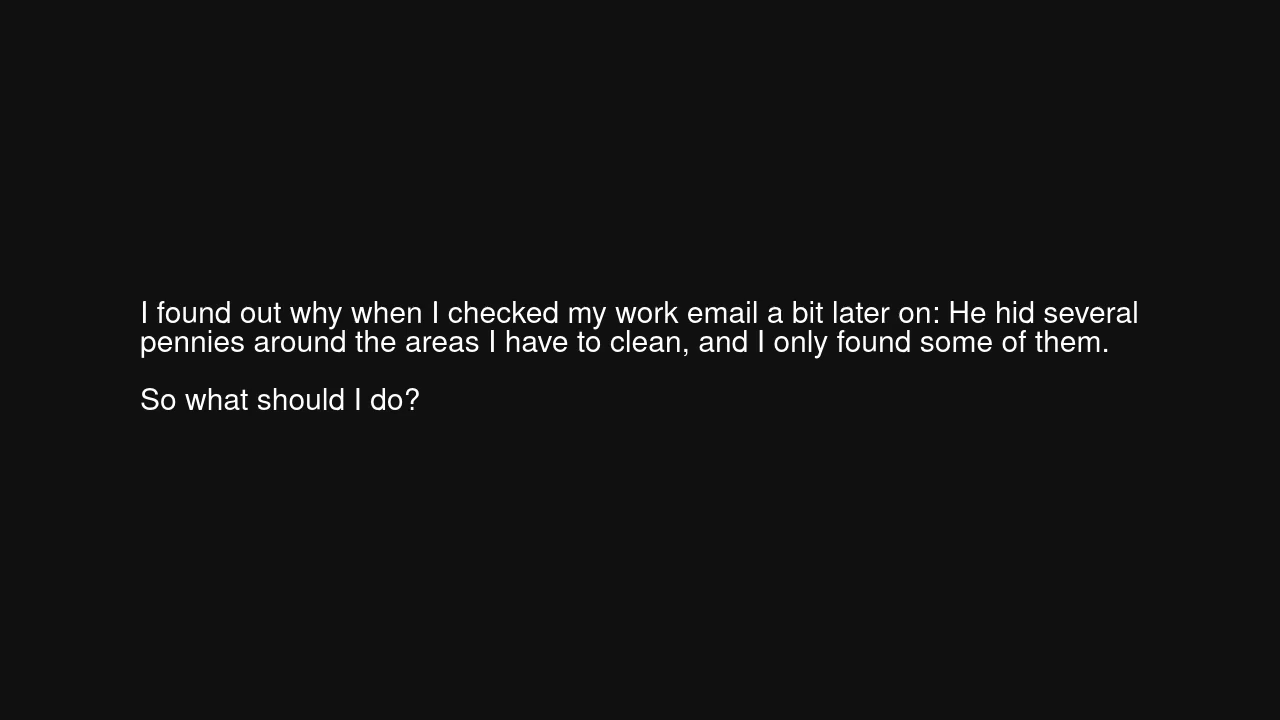 I found out why when I checked my work email a bit later on: He hid several
pennies around the areas I have to clean, and I only found some of them.
So what should I do?